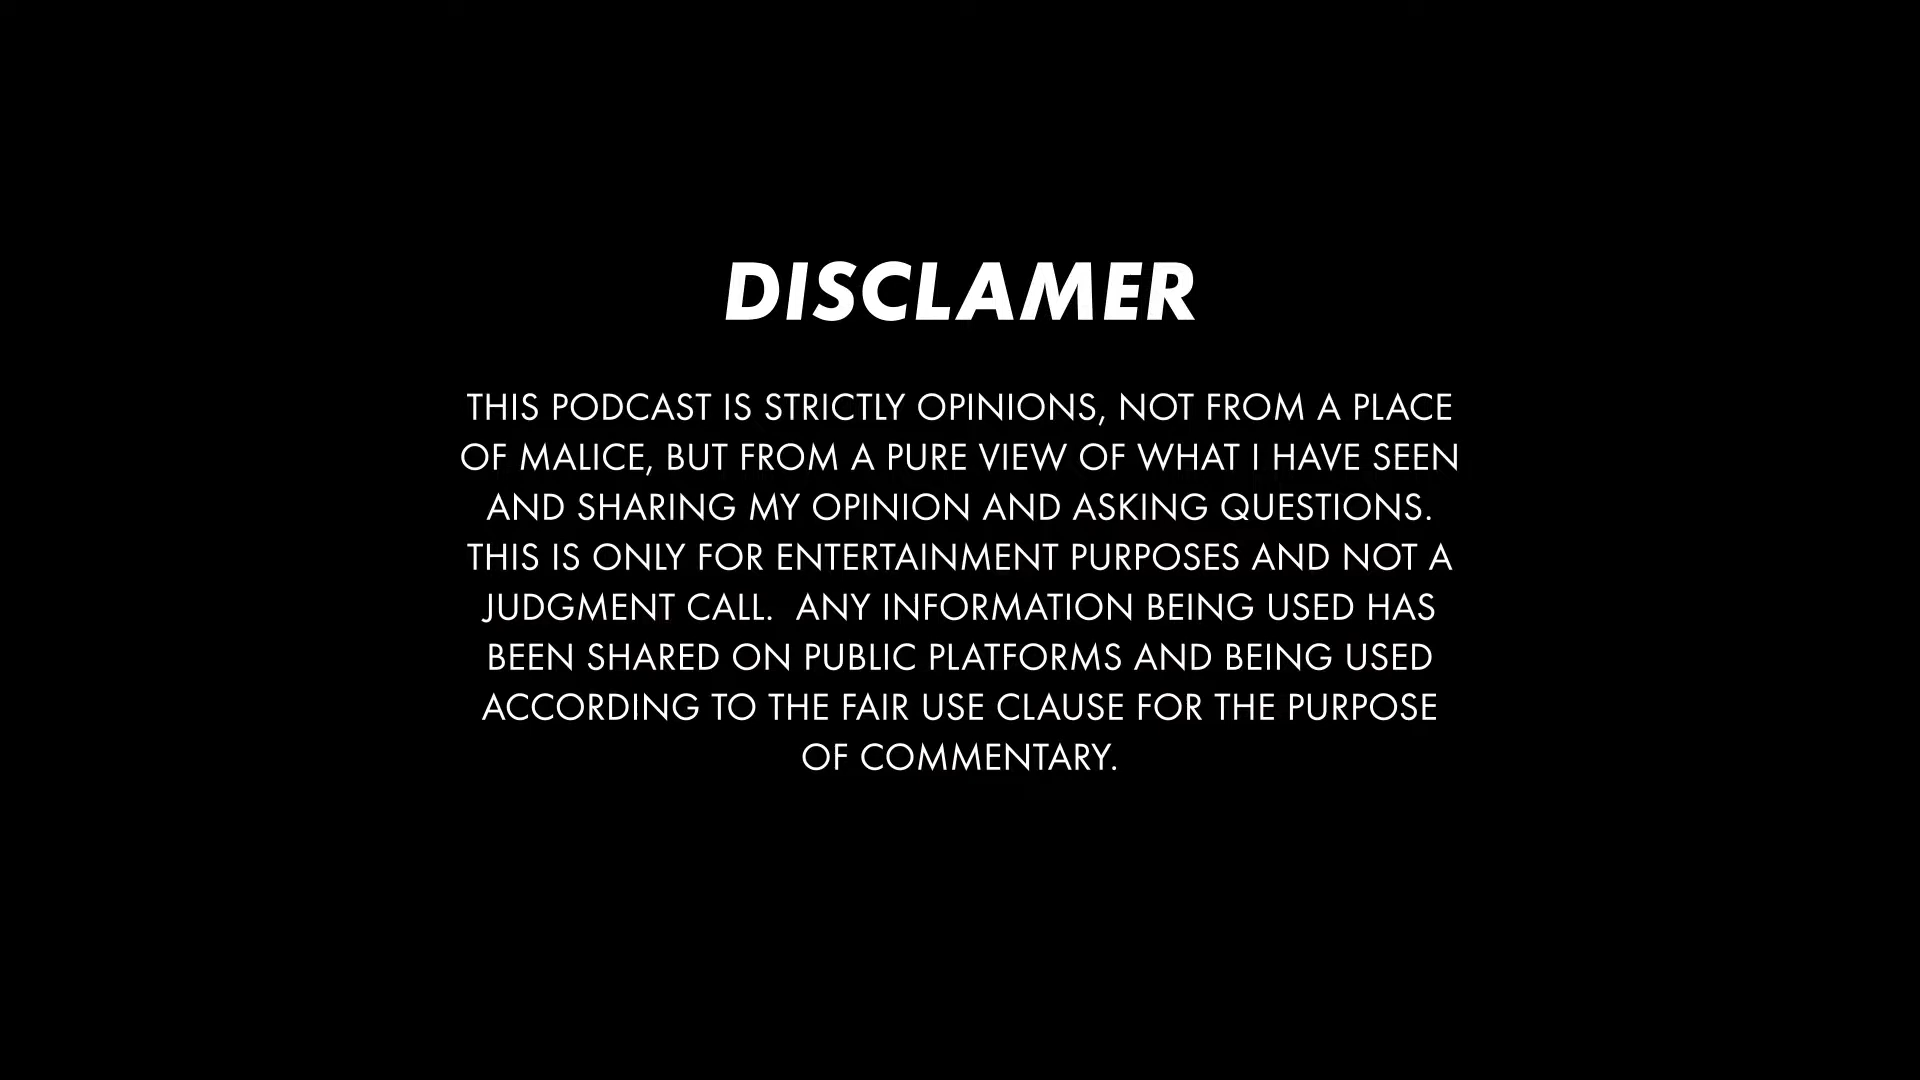 DISCLAMER
THIS PODCAST IS STRICTLY OPINIONS, NOT FROM A PLACE
OF MALICE, BUT FROM A PURE VIEW OF WHAT I HAVE SEEN
AND SHARING MY OPINION AND ASKING QUESTIONS.
THIS IS ONLY FOR ENTERTAINMENT PURPOSES AND NOT A
JUDGMENT CALL.  ANY INFORMATION BEING USED HAS
BEEN SHARED ON PUBLIC PLATFORMS AND BEING USED
ACCORDING TO THE FAIR USE CLAUSE FOR THE PURPOSE
OF COMMENTARY.